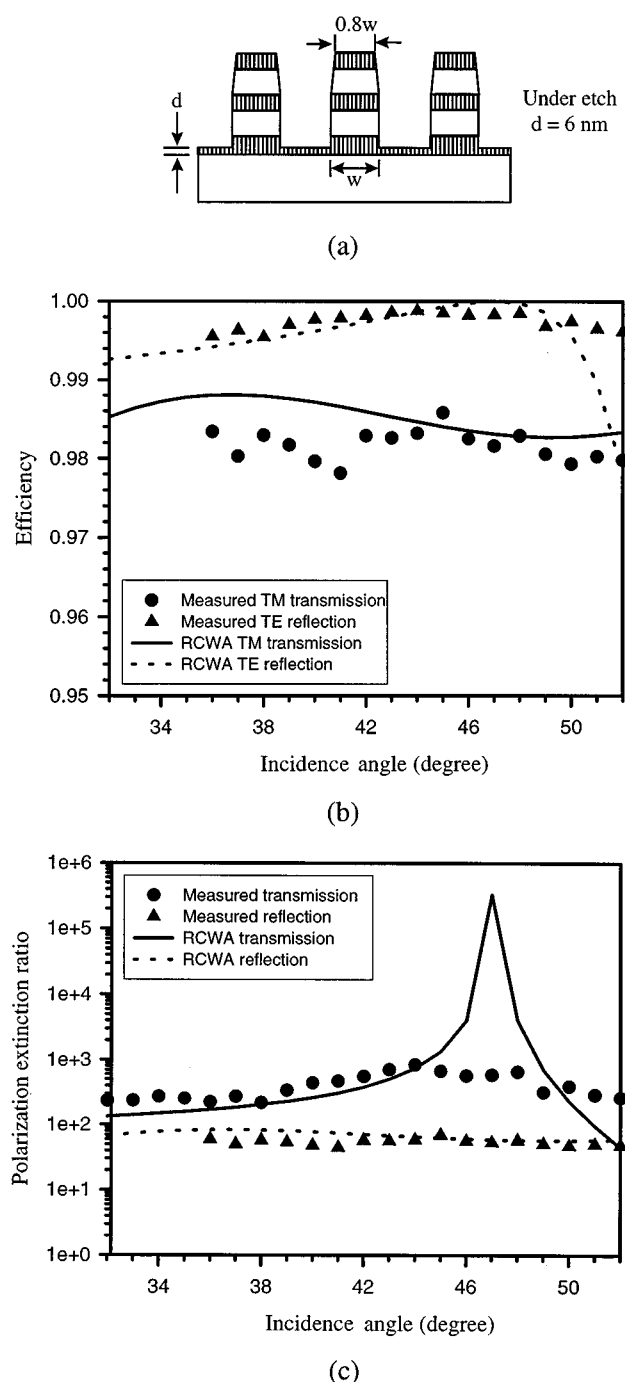 0.8w
d
Under etch
d = 6 nm
w
(a)
1.00
0.99
0.98
0.97
0.96
0.95
Efficiency
Measured TM transmission
Measured TE reflection
RCWA TM transmission
RCWA TE reflection
34 38 42 46 50
Incidence angle (degree)
(b)
1e+6
1e+5
1e+4
1e+3
1e+2
1e+1
1e+0
Polarization extinction ratio
Measured transmission
Measured reflection
RCWA transmission
RCWA reflection
34 38 42 46 50
Incidence angle (degree)
(c)